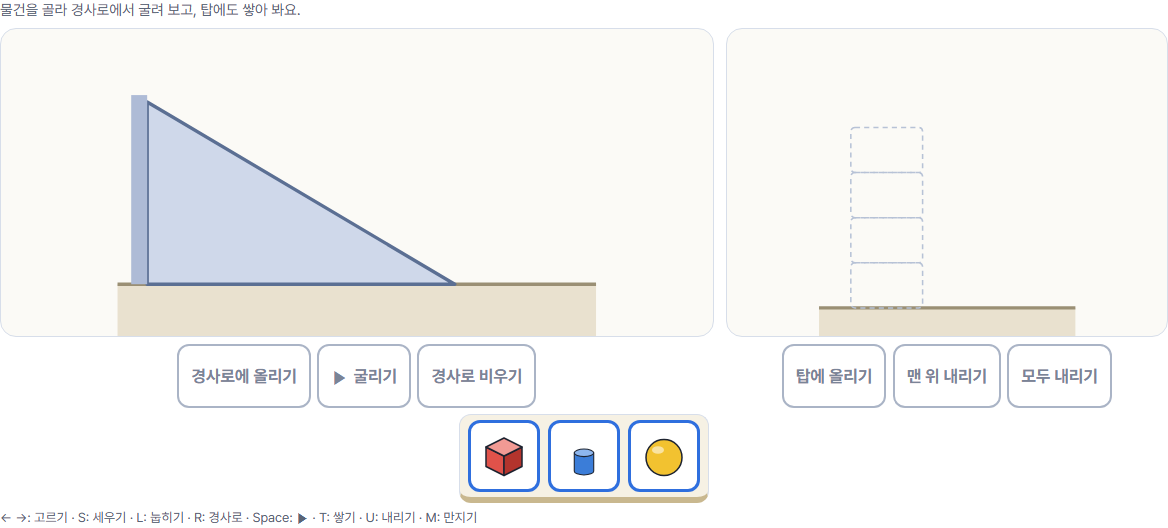 물건을 골라 경사로에서 굴려 보고, 탑에도 쌓아 봐요.
경사로에 올리기
▶ 굴리기
경사로 비우기
탑에 올리기
맨 위 내리기
모두 내리기
← →: 고르기 · S: 세우기 · L: 눕히기 · R: 경사로 · Space: ▶ · T: 쌓기 · U: 내리기 · M: 만지기